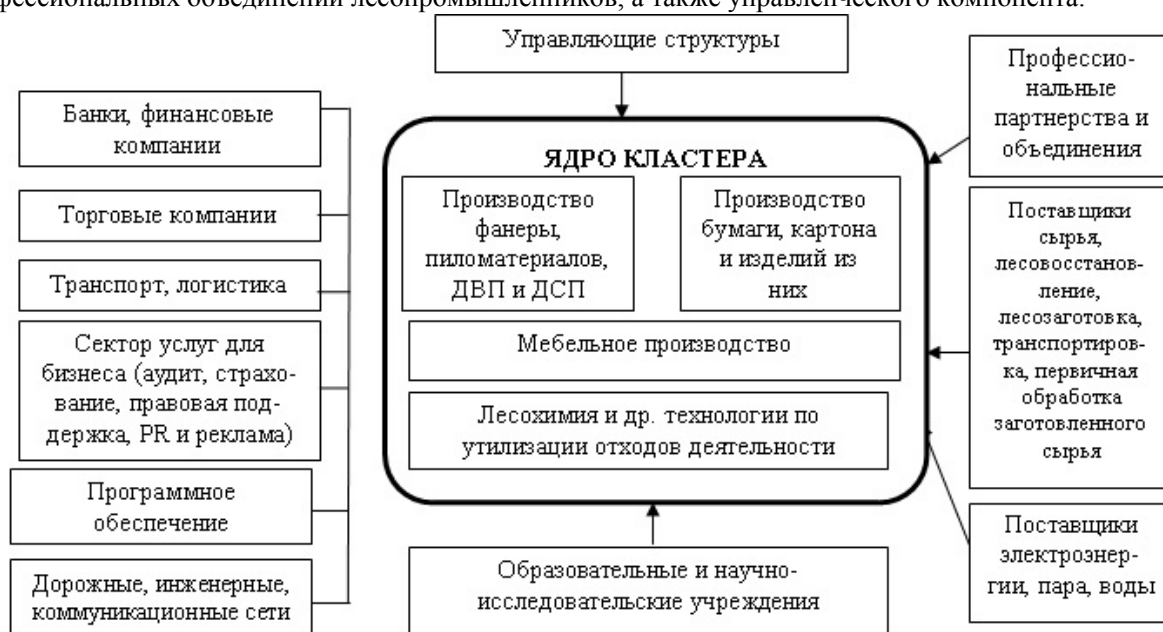 фессиональных объединений лесопромышленников, а также управленческого компонента.
Управляющие структуры
Банки, финансовые
компании
Торговые компании
Транспорт, логистика
Сектор услуг для
бизнеса (аудит, страхо-
вание, правовая под-
держка, PR и реклама)
Программное
обеспечение
Дорожные, инженерные,
коммуникационные сети
ЯДРО КЛАСТЕРА
Производство
фанеры,
пиломатериалов,
ДВП и ДСП
Производство
бумаги, картона
и изделий из
них
Мебельное производство
Лесохимия и др. технологии по
утилизации отходов деятельности
Образовательные и научно-
исследовательские учреждения
Профессио-
нальные
партнерства и
объединения
Поставщики
сырья,
лесовосстанов-
ление,
лесозаготовка,
транспортиров-
ка, первичная
обработка
заготовленного
сырья
Поставщики
электроэнер-
гии, пара, воды